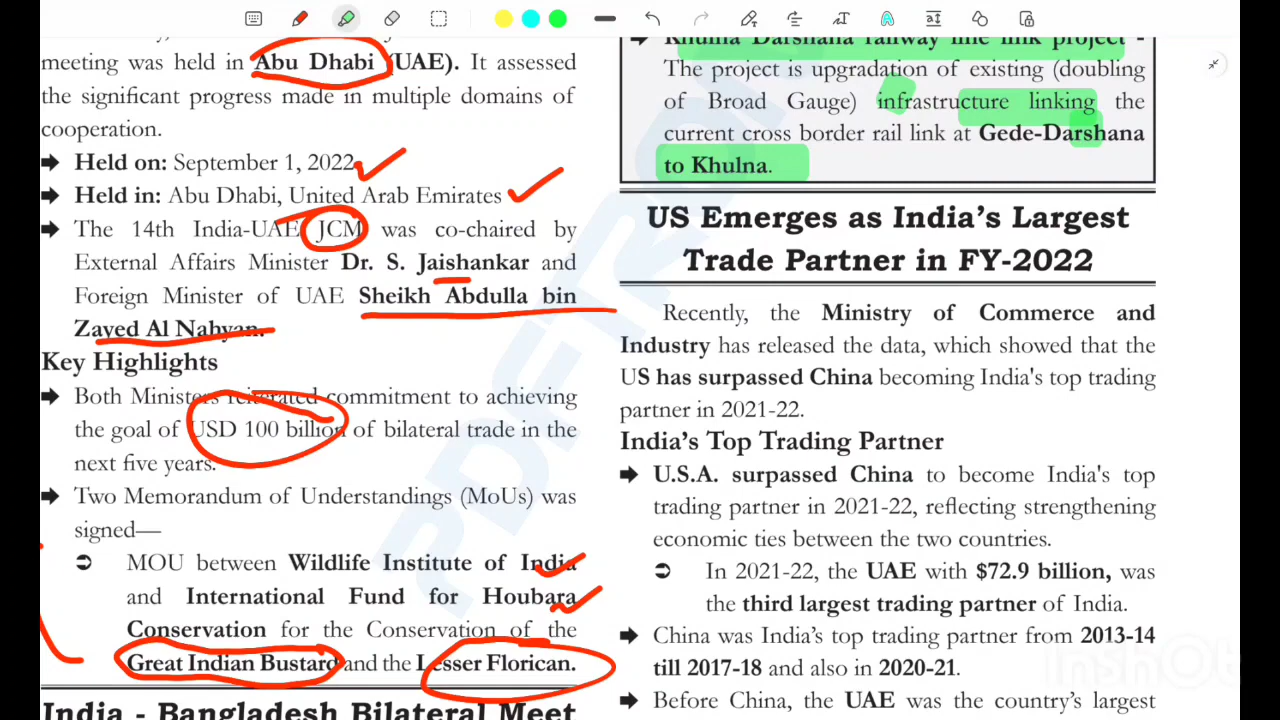 meeting was held in Abu Dhabi (UAE). It assessed
the significant progress made in multiple domains of
cooperation.
Held on: September 1, 2022
Held in: Abu Dhabi, United Arab Emirates
The 14th India-UAE JCM was co-chaired by
External Affairs Minister Dr. S. Jaishankar and
Foreign Minister of UAE Sheikh Abdulla bin
Zayed Al Nahyan.
Key Highlights
Both Ministers reiterated commitment to achieving
the goal of USD 100 billion of bilateral trade in the
next five years.
Two Memorandum of Understandings (MoUs) was
signed—
MOU between Wildlife Institute of India
and International Fund for Houbara
Conservation for the Conservation of the
Great Indian Bustard and the Lesser Florican.
India - Bangladesh Bilateral Meet
Khulna Darshana railway line link project -
The project is upgradation of existing (doubling
of Broad Gauge) infrastructure linking the
current cross border rail link at Gede-Darshana
to Khulna.
US Emerges as India's Largest
Trade Partner in FY-2022
Recently, the Ministry of Commerce and
Industry has released the data, which showed that the
US has surpassed China becoming India's top trading
partner in 2021-22.
India's Top Trading Partner
U.S.A. surpassed China to become India's top
trading partner in 2021-22, reflecting strengthening
economic ties between the two countries.
In 2021-22, the UAE with $72.9 billion, was
the third largest trading partner of India.
China was India's top trading partner from 2013-14
till 2017-18 and also in 2020-21.
Before China, the UAE was the country's largest
InShOt